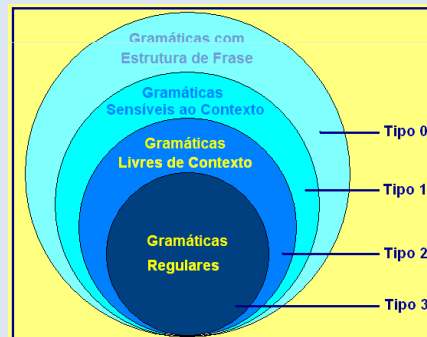 Gramáticas com
Estrutura de Frase
Gramáticas
Sensíveis ao Contexto
Tipo 0
Gramáticas
Livres de Contexto
Tipo 1
Gramáticas
Regulares
Tipo 2
Tipo 3